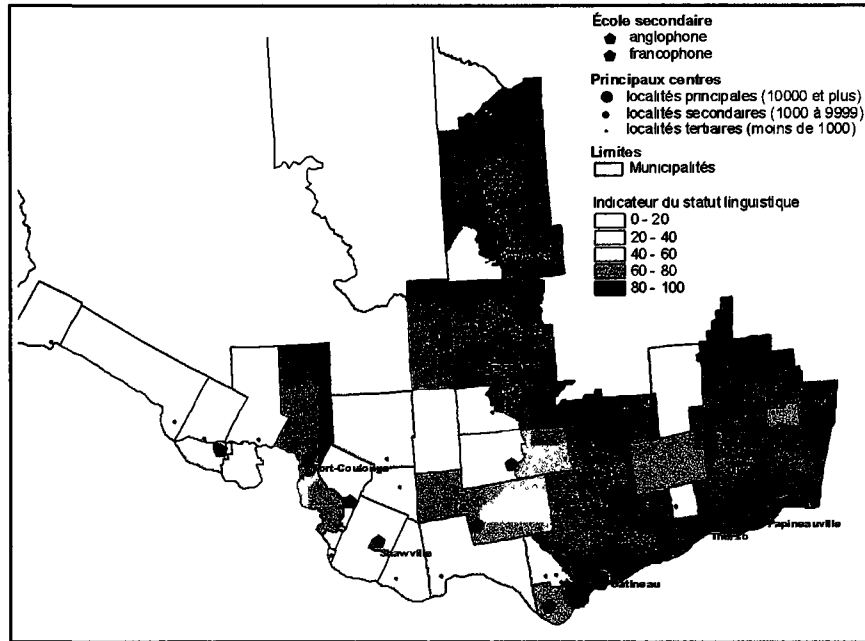 École secondaire
anglophone
francophone
Principaux centres
localités principales (10000 et plus)
localités secondaires (1000 à 9999)
localités tertiaires (moins de 1000)
Limites
Municipalités
Indicateur du statut linguistique
0 - 20
20 - 40
40 - 60
60 - 80
80 - 100
Fort-Coulonge
Shawville
Papineauville
Thurso
Gatineau